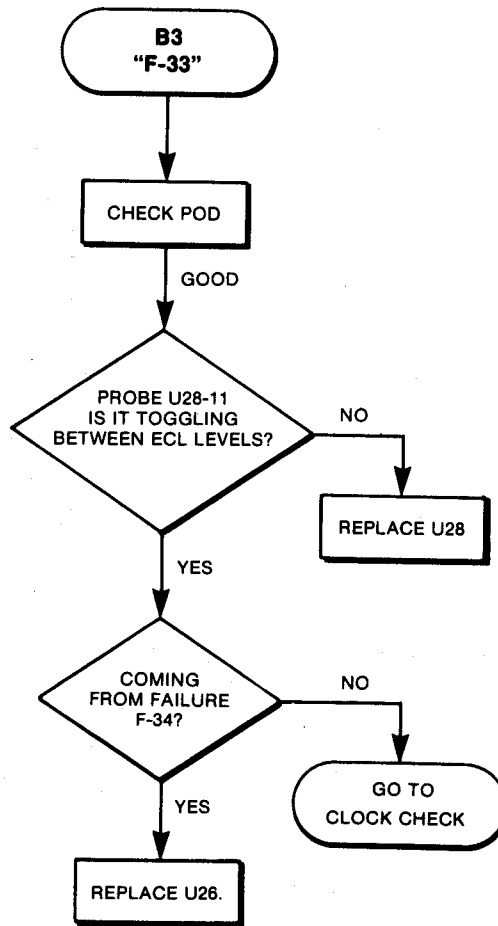 B3
"F-33"
CHECK POD
GOOD
PROBE U28-11
IS IT TOGGLING
BETWEEN ECL LEVELS?
NO
REPLACE U28
YES
COMING
FROM FAILURE
F-34?
NO
GO TO
CLOCK CHECK
YES
REPLACE U26.